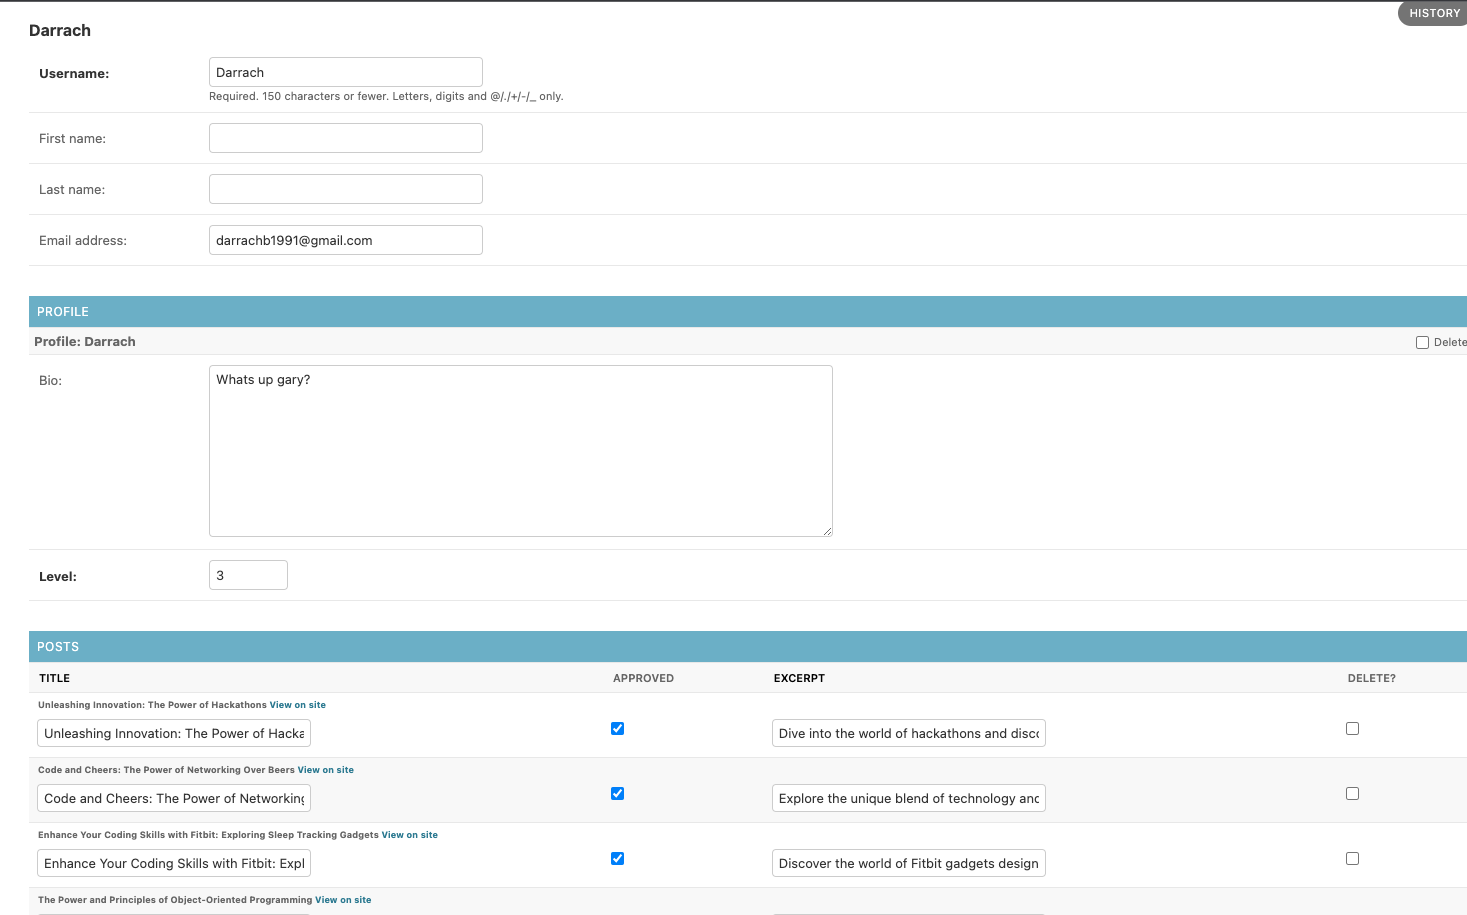 HISTORY
Darrach
Username:
Darrach
Required. 150 characters or fewer. Letters, digits and @/./+/-/_ only.
First name:
Last name:
Email address:
darrachb1991@gmail.com
PROFILE
Profile: Darrach
Delete
Bio:
Whats up gary?
Level:
3
POSTS
TITLE APPROVED EXCERPT DELETE?
Unleashing Innovation: The Power of Hackathons View on site
Unleashing Innovation: The Power of Hacka Dive into the world of hackathons and disco
Code and Cheers: The Power of Networking Over Beers View on site
Code and Cheers: The Power of Networking Explore the unique blend of technology and
Enhance Your Coding Skills with Fitbit: Exploring Sleep Tracking Gadgets View on site
Enhance Your Coding Skills with Fitbit: Expl Discover the world of Fitbit gadgets design
The Power and Principles of Object-Oriented Programming View on site